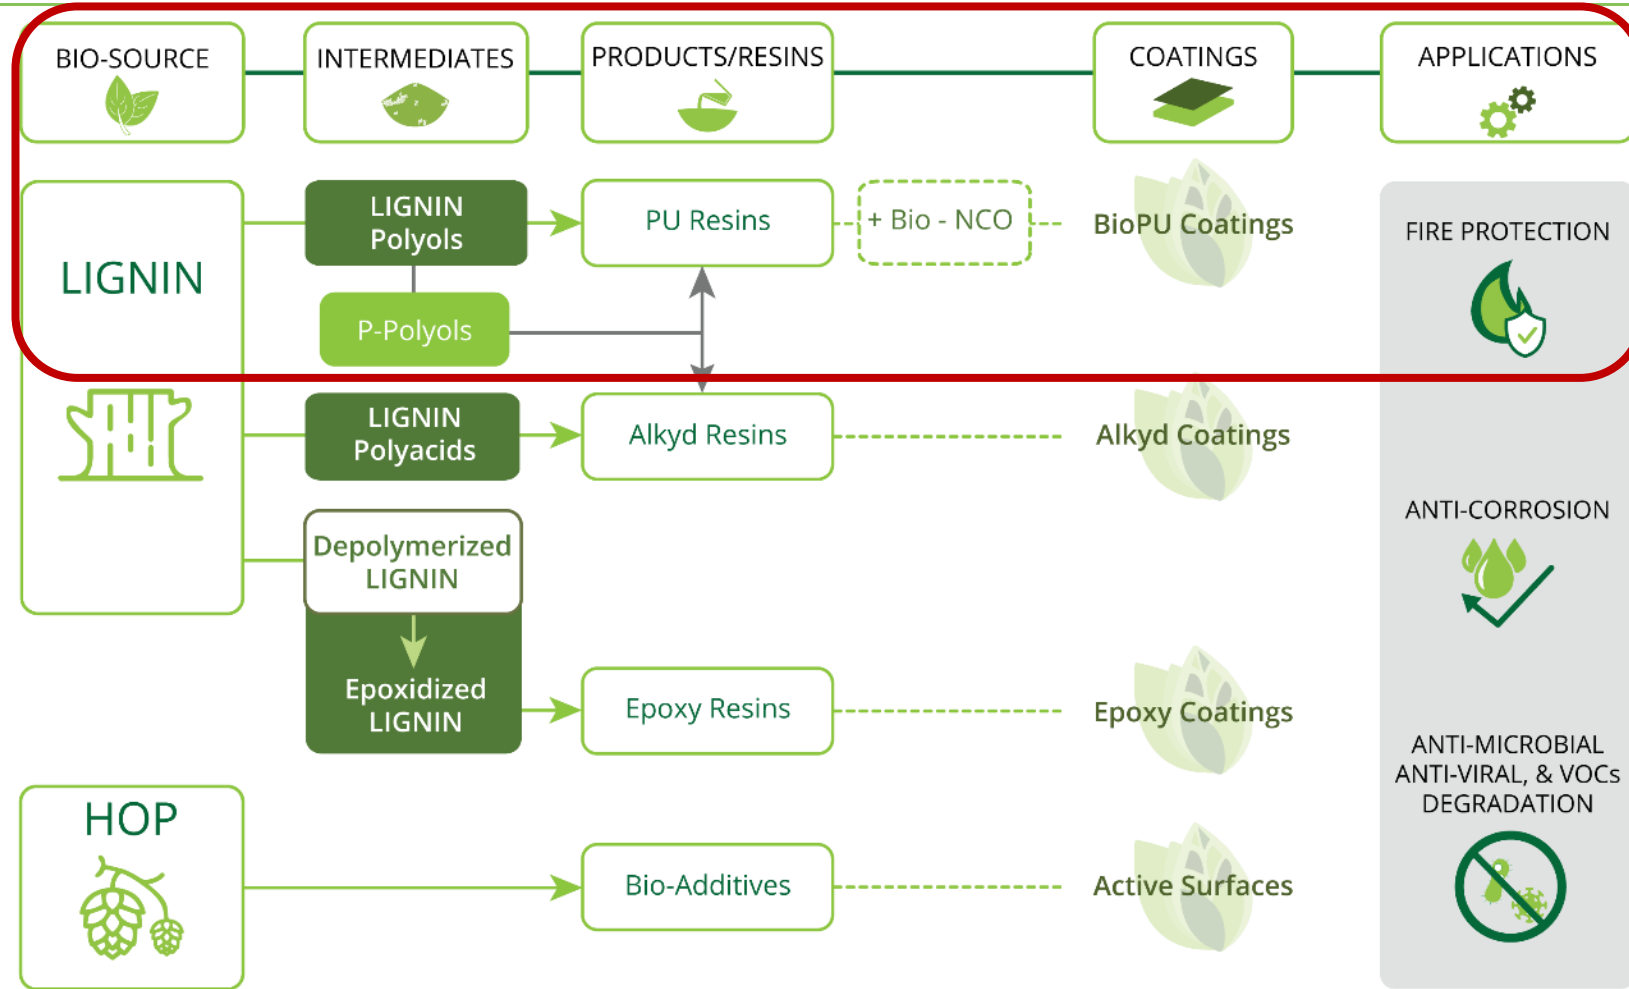 BIO-SOURCE
INTERMEDIATES
PRODUCTS/RESINS
COATINGS
APPLICATIONS
LIGNIN
LIGNIN
Polyols
PU Resins
+ Bio - NCO
BioPU Coatings
FIRE PROTECTION
P-Polyols
LIGNIN
Polyacids
Alkyd Resins
Alkyd Coatings
ANTI-CORROSION
Depolymerized
LIGNIN
Epoxidized
LIGNIN
Epoxy Resins
Epoxy Coatings
ANTI-MICROBIAL
ANTI-VIRAL, & VOCs
DEGRADATION
HOP
Bio-Additives
Active Surfaces